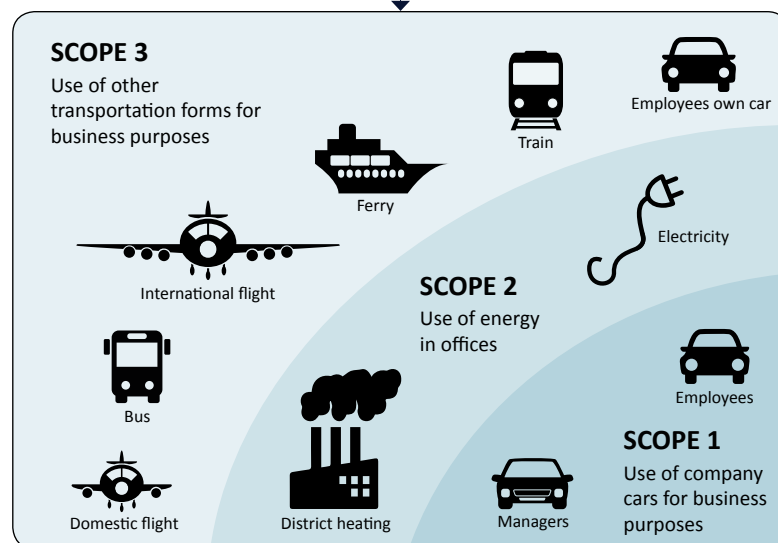 SCOPE 3
Use of other
transportation forms for
business purposes
Train
Employees own car
Ferry
International flight
Bus
Domestic flight
SCOPE 2
Use of energy
in offices
Electricity
District heating
SCOPE 1
Use of company
cars for business
purposes
Employees
Managers